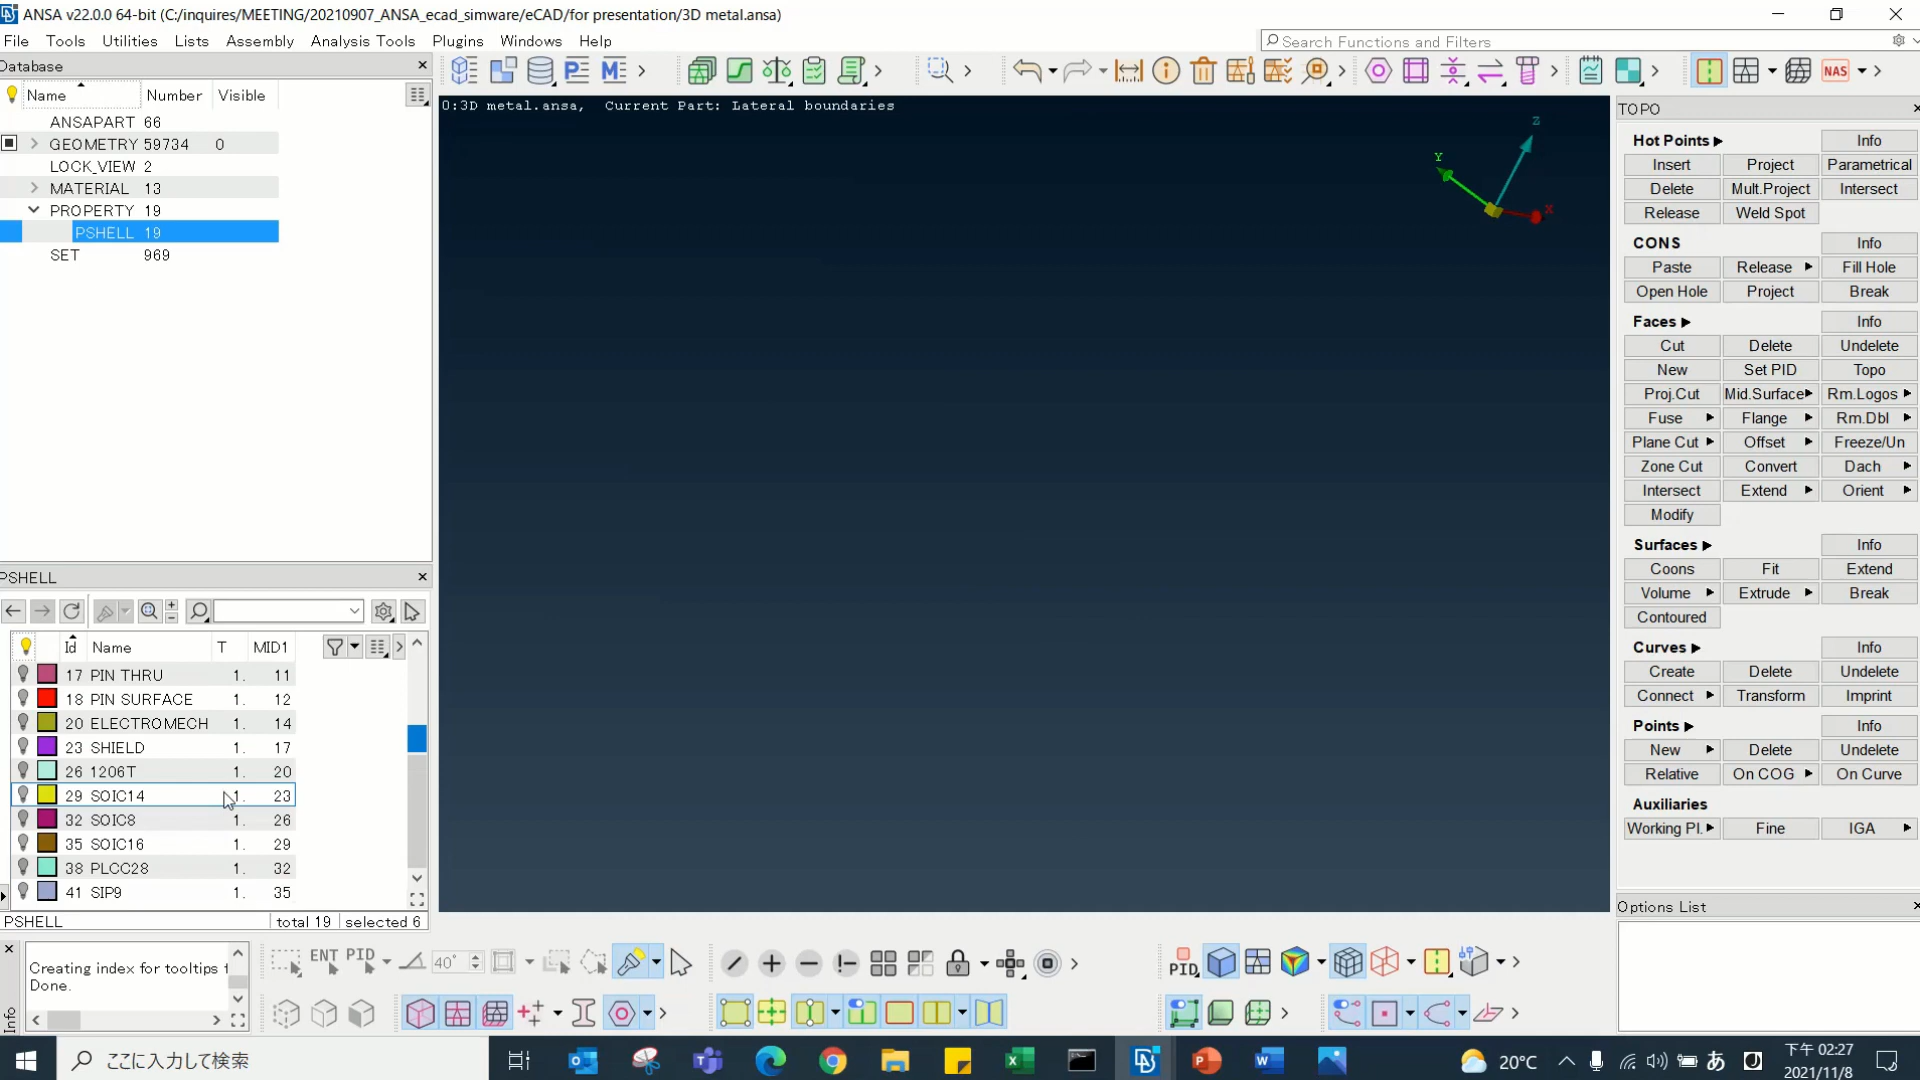 ANSA v22.0.0 64-bit (C:/inquires/MEETING/20210907_ANSA_ecad_simware/eCAD/for presentation/3D metal.ansa)
File Tools Utilities Lists Assembly Analysis Tools Plugins Windows Help
Search Functions and Filters
Database
Name Number Visible
ANSAPART 66
GEOMETRY 59734 0
LOCK_VIEW 2
MATERIAL 13
PROPERTY 19
PSHELL 19
SET 969
NAS
0:3D metal.ansa, Current Part: Lateral boundaries
Z
Y
X
TOPO
Hot Points Info
Insert Project Parametrical
Delete Mult.Project Intersect
Release Weld Spot
CONS Info
Paste Release Fill Hole
Open Hole Project Break
Faces Info
Cut Delete Undelete
New Set PID Topo
Proj.Cut Mid.Surface Rm.Logos
Fuse Flange Rm.Dbl
Plane Cut Offset Freeze/Un
Zone Cut Convert Dach
Intersect Extend Orient
Modify
Surfaces Info
Coons Fit Extend
Volume Extrude Break
Contoured
Curves Info
Create Delete Undelete
Connect Transform Imprint
Points Info
New Delete Undelete
Relative On COG On Curve
Auxiliaries
Working Pl. Fine IGA
Options List
PSHELL
Id Name T MID1
17 PIN THRU 1. 11
18 PIN SURFACE 1. 12
20 ELECTROMECH 1. 14
23 SHIELD 1. 17
26 1206T 1. 20
29 SOIC14 1. 23
32 SOIC8 1. 26
35 SOIC16 1. 29
38 PLCC28 1. 32
41 SIP9 1. 35
PSHELL total 19 selected 6
Creating index for tooltips
Done.
Info
ENT PID 40°
PID
ここに入力して検索
20°C
あ
下午 02:27
2021/11/8